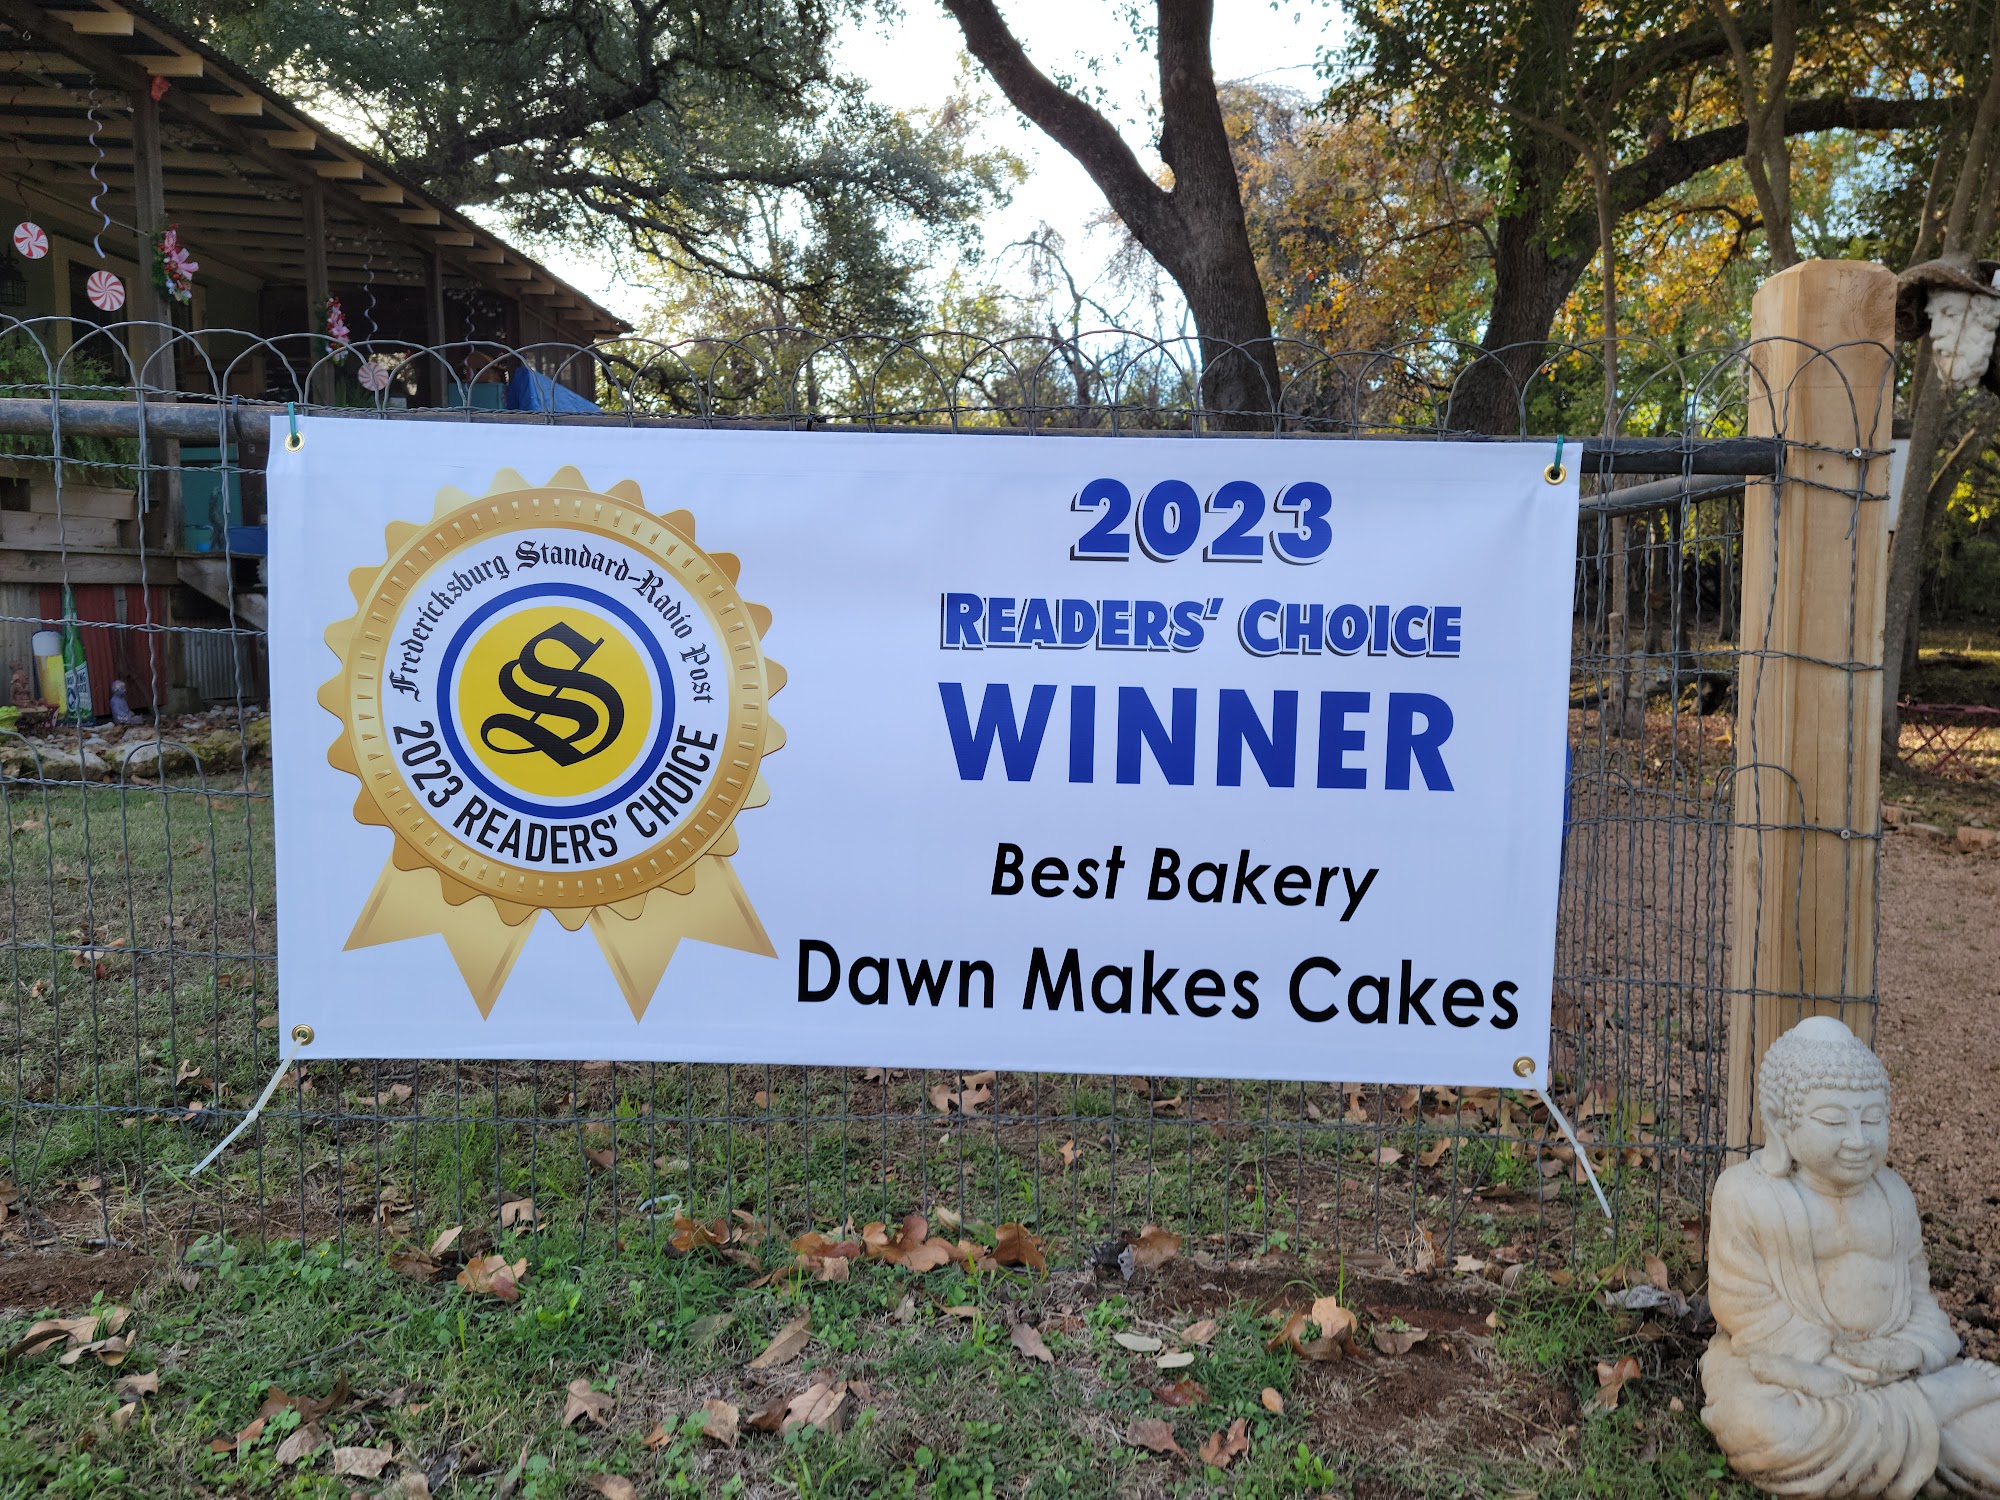 Fredericksburg Standard-Radio Post
S
2023 READERS' CHOICE
2023
READERS' CHOICE
WINNER
Best Bakery
Dawn Makes Cakes